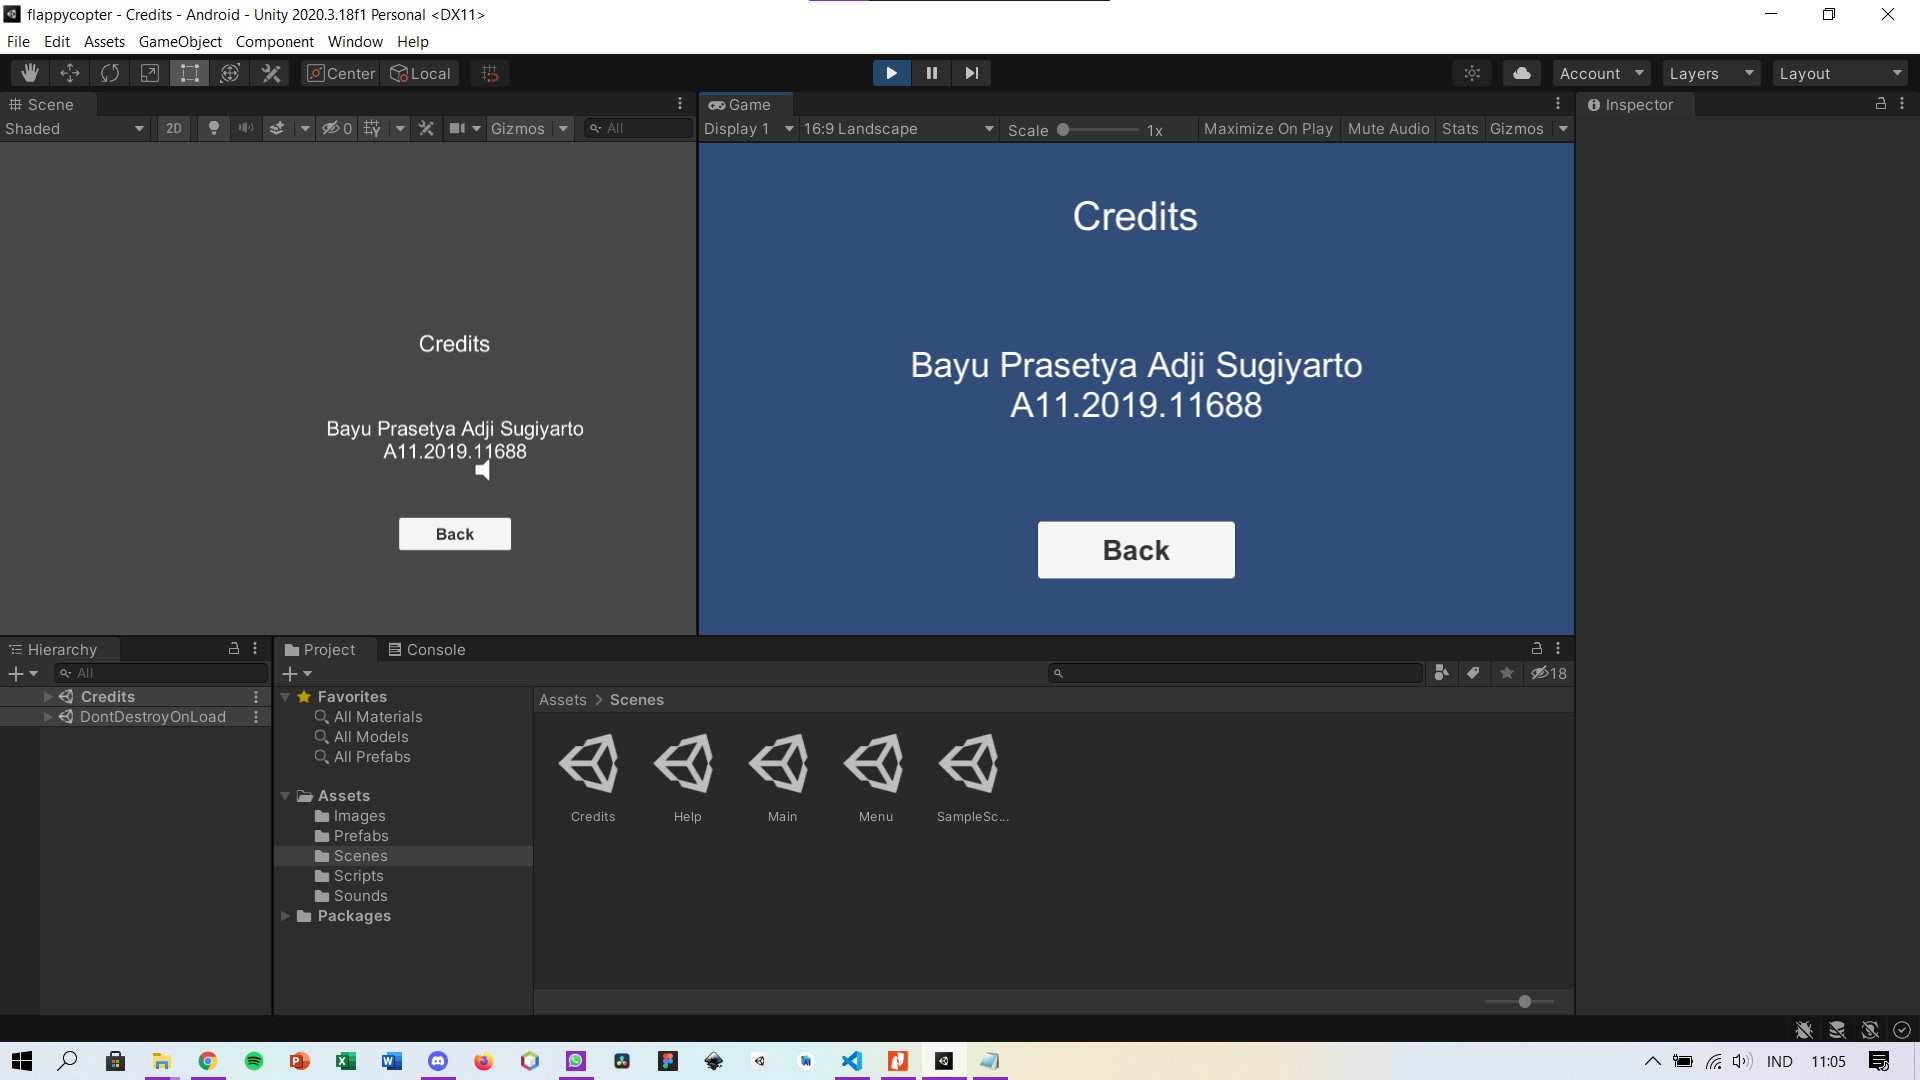 flappycopter - Credits - Android - Unity 2020.3.18f1 Personal <DX11>
File Edit Assets GameObject Component Window Help
Center Local
Account Layers Layout
Scene
Shaded 2D 0 Gizmos All
Game
Display 1 16:9 Landscape Scale 1x Maximize On Play Mute Audio Stats Gizmos
Inspector
Credits
Bayu Prasetya Adji Sugiyarto
A11.2019.11688
Back
Credits
Bayu Prasetya Adji Sugiyarto
A11.2019.11688
Back
Hierarchy
All
Credits
DontDestroyOnLoad
Project Console
18
Favorites
All Materials
All Models
All Prefabs
Assets
Images
Prefabs
Scenes
Scripts
Sounds
Packages
Assets > Scenes
Credits Help Main Menu SampleSc...
IND 11:05